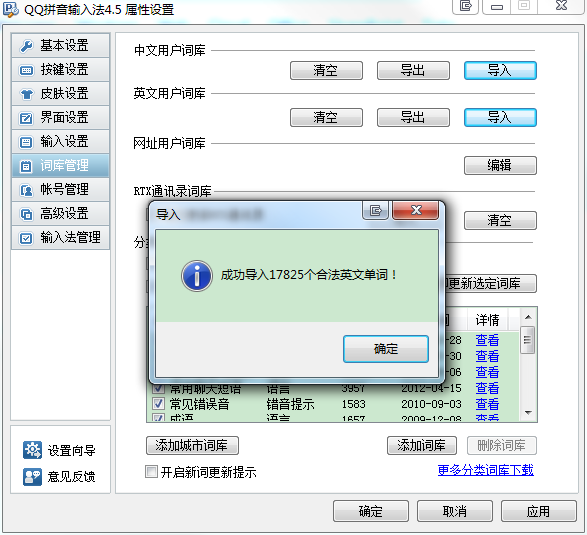 QQ拼音输入法4.5 属性设置
基本设置
按键设置
皮肤设置
界面设置
输入设置
词库管理
帐号管理
高级设置
输入法管理
设置向导
意见反馈
中文用户词库
清空 导出 导入
英文用户词库
清空 导出 导入
网址用户词库
编辑
RTX通讯录词库
清空
导入
成功导入17825个合法英文单词！
确定
更新选定词库
详情
-28 查看
-30 查看
-06 查看
常用聊天短语 语言 3957 2012-04-15 查看
常见错误音 错音提示 1583 2010-09-03 查看
成语 语言 1657 2009-12-08 查看
添加城市词库 添加词库 删除词库
开启新词更新提示 更多分类词库下载
确定 取消 应用